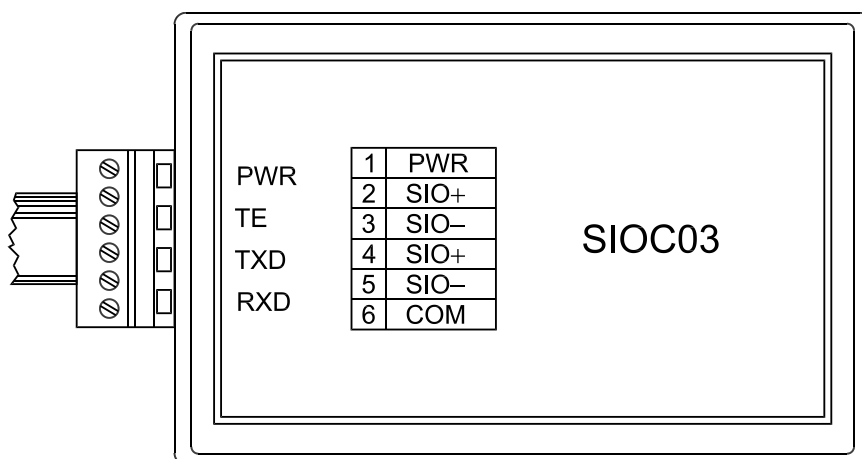 PWR
TE
TXD
RXD
1 PWR
2 SIO+
3 SIO–
4 SIO+
5 SIO–
6 COM
SIOC03